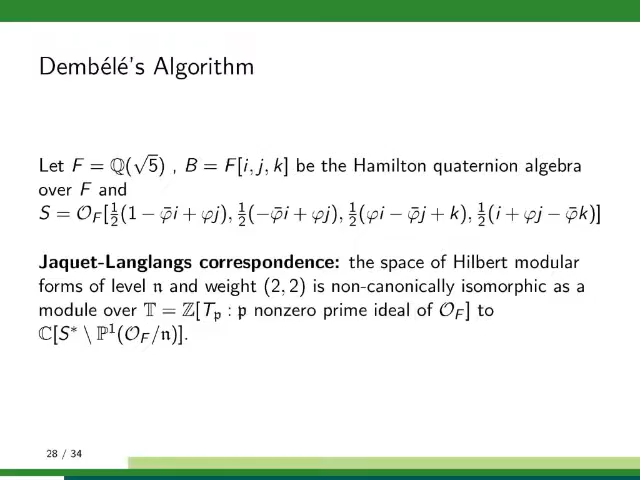 Dembélé's Algorithm
Let F = ℚ(√5) , B = F[i, j, k] be the Hamilton quaternion algebra
over F and
S = 𝒪_F[½(1 − φ̄i + φj), ½(−φ̄i + φj), ½(φi − φ̄j + k), ½(i + φj − φ̄k)]
Jaquet-Langlangs correspondence: the space of Hilbert modular
forms of level 𝔫 and weight (2, 2) is non-canonically isomorphic as a
module over 𝕋 = ℤ[T_𝔭 : 𝔭 nonzero prime ideal of 𝒪_F] to
ℂ[S* \ ℙ¹(𝒪_F/𝔫)].
28 / 34